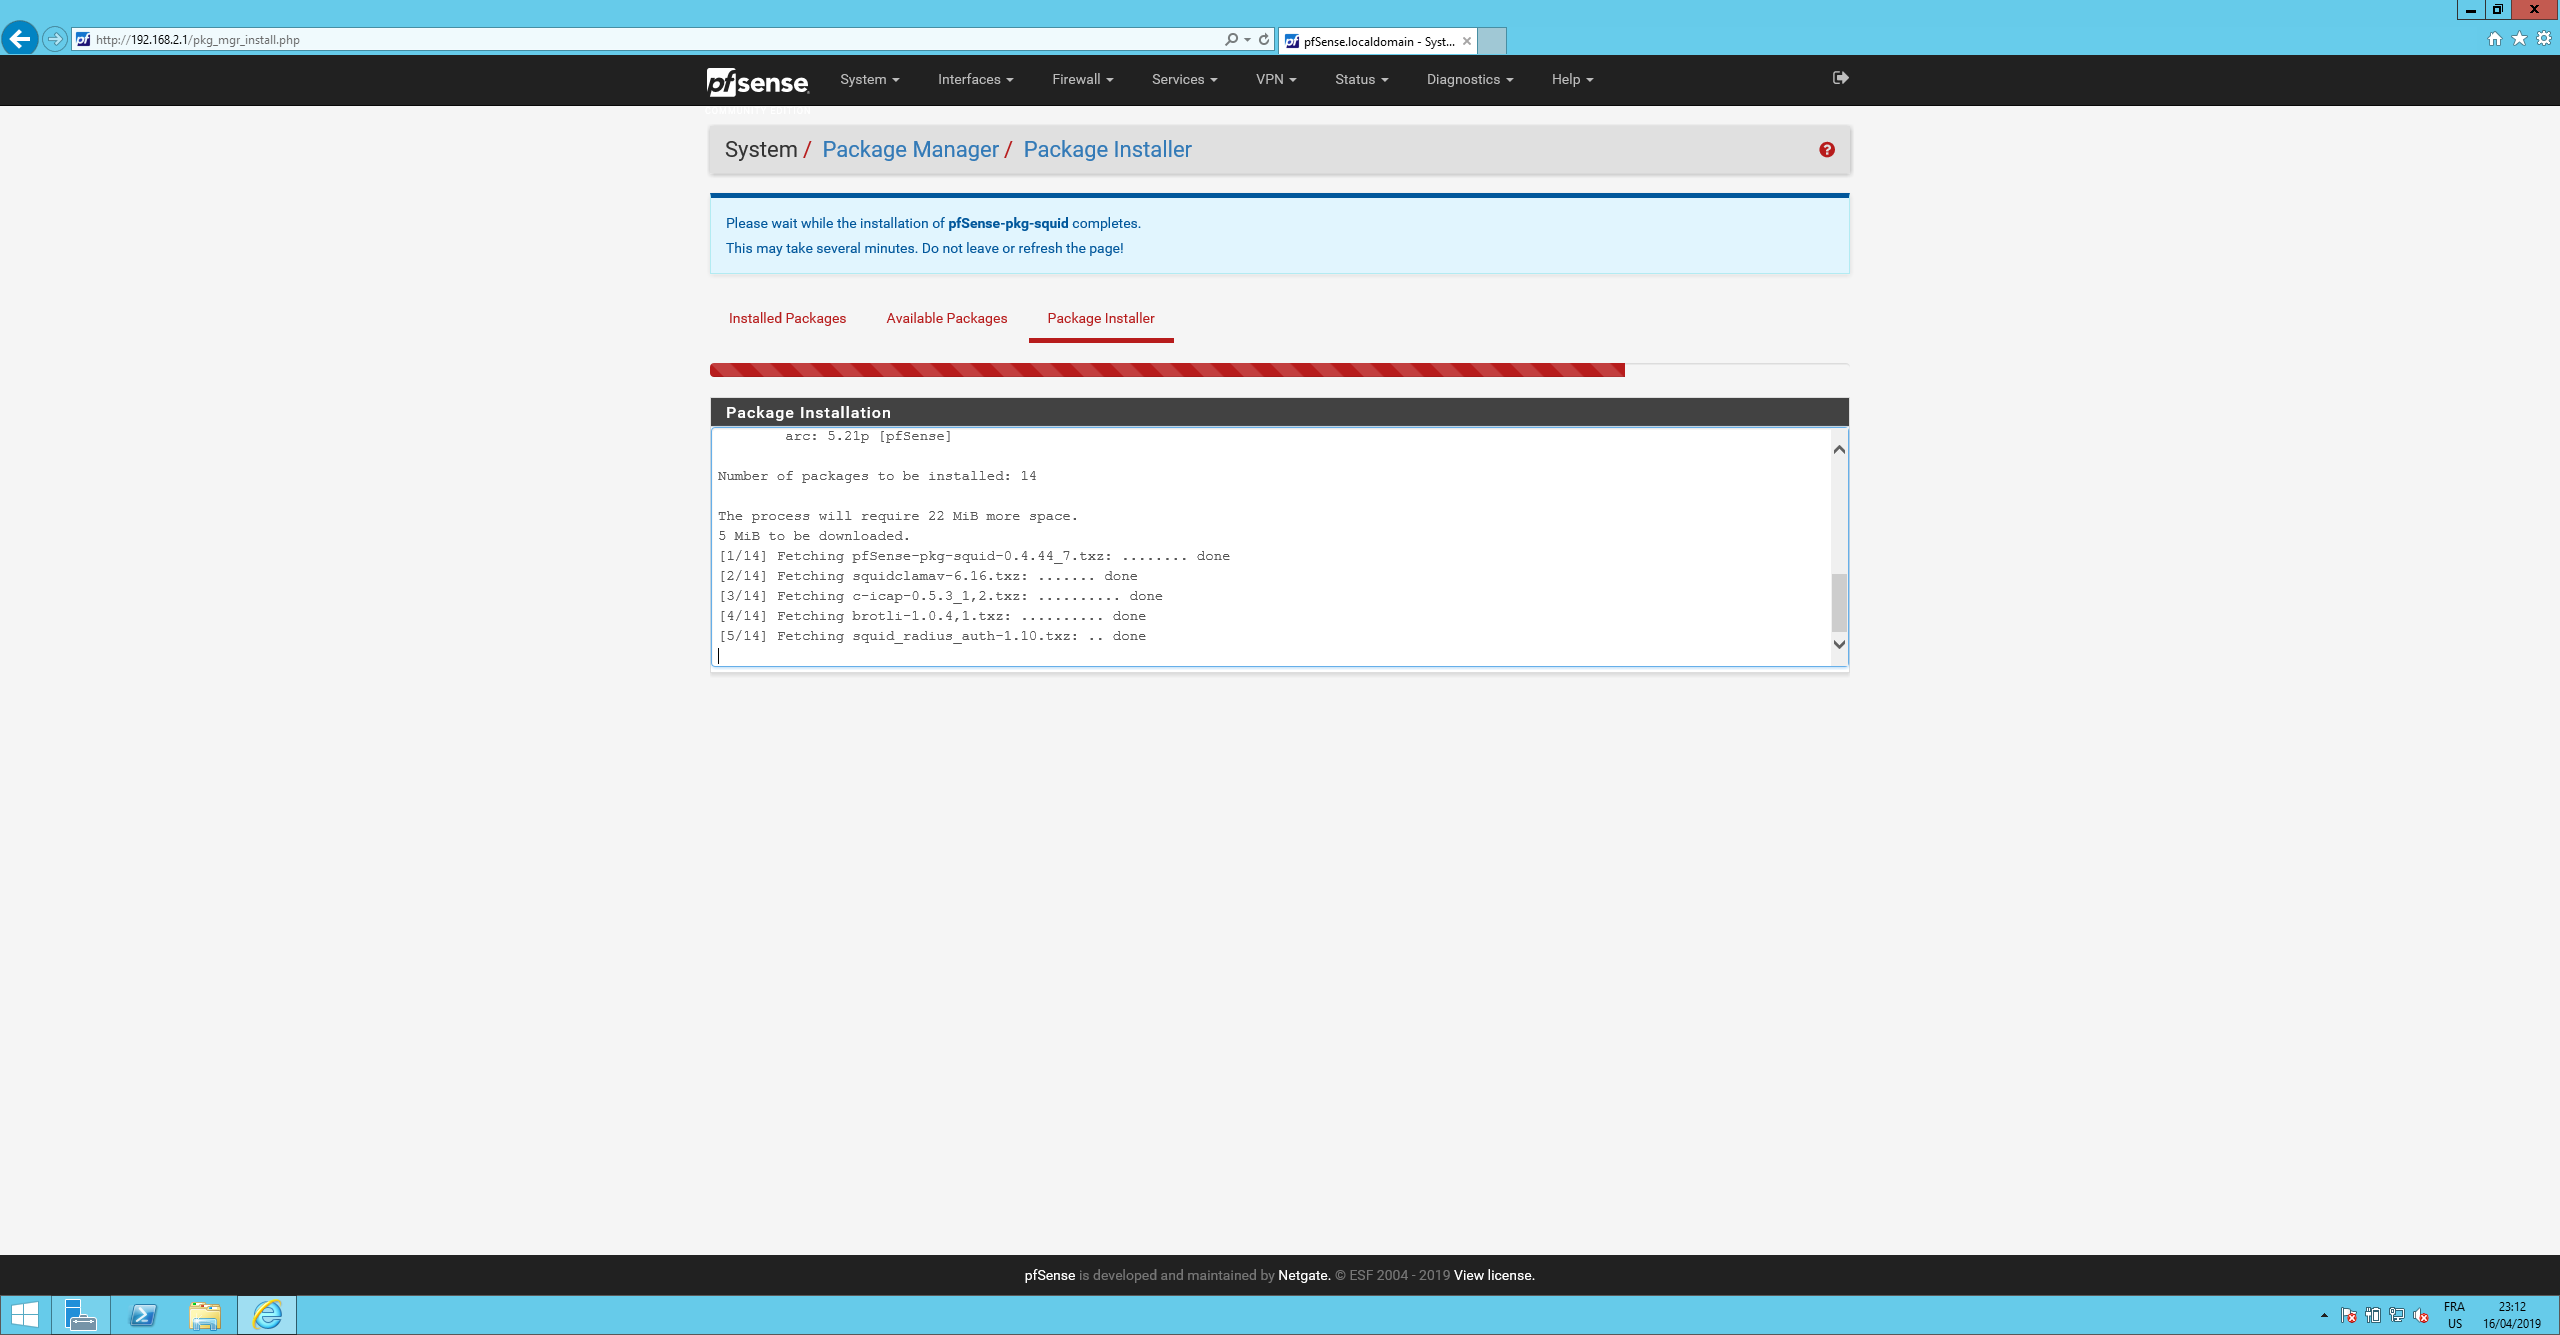 http://192.168.2.1/pkg_mgr_install.php
pfSense.localdomain - Syst...
pfsense
System
Interfaces
Firewall
Services
VPN
Status
Diagnostics
Help
System / Package Manager / Package Installer
Please wait while the installation of pfSense-pkg-squid completes.
This may take several minutes. Do not leave or refresh the page!
Installed Packages
Available Packages
Package Installer
Package Installation
arc: 5.21p [pfSense]
Number of packages to be installed: 14
The process will require 22 MiB more space.
5 MiB to be downloaded.
[1/14] Fetching pfSense-pkg-squid-0.4.44_7.txz: ........ done
[2/14] Fetching squidclamav-6.16.txz: ....... done
[3/14] Fetching c-icap-0.5.3_1,2.txz: .......... done
[4/14] Fetching brotli-1.0.4,1.txz: .......... done
[5/14] Fetching squid_radius_auth-1.10.txz: .. done
pfSense is developed and maintained by Netgate. © ESF 2004 - 2019 View license.
FRA
US
23:12
16/04/2019